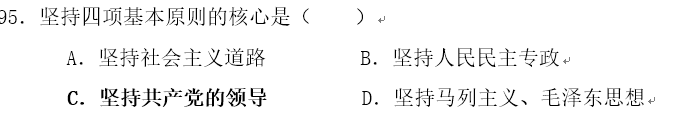 95．坚持四项基本原则的核心是（　　）
A．坚持社会主义道路　　B．坚持人民民主专政
C．坚持共产党的领导　　D．坚持马列主义、毛泽东思想